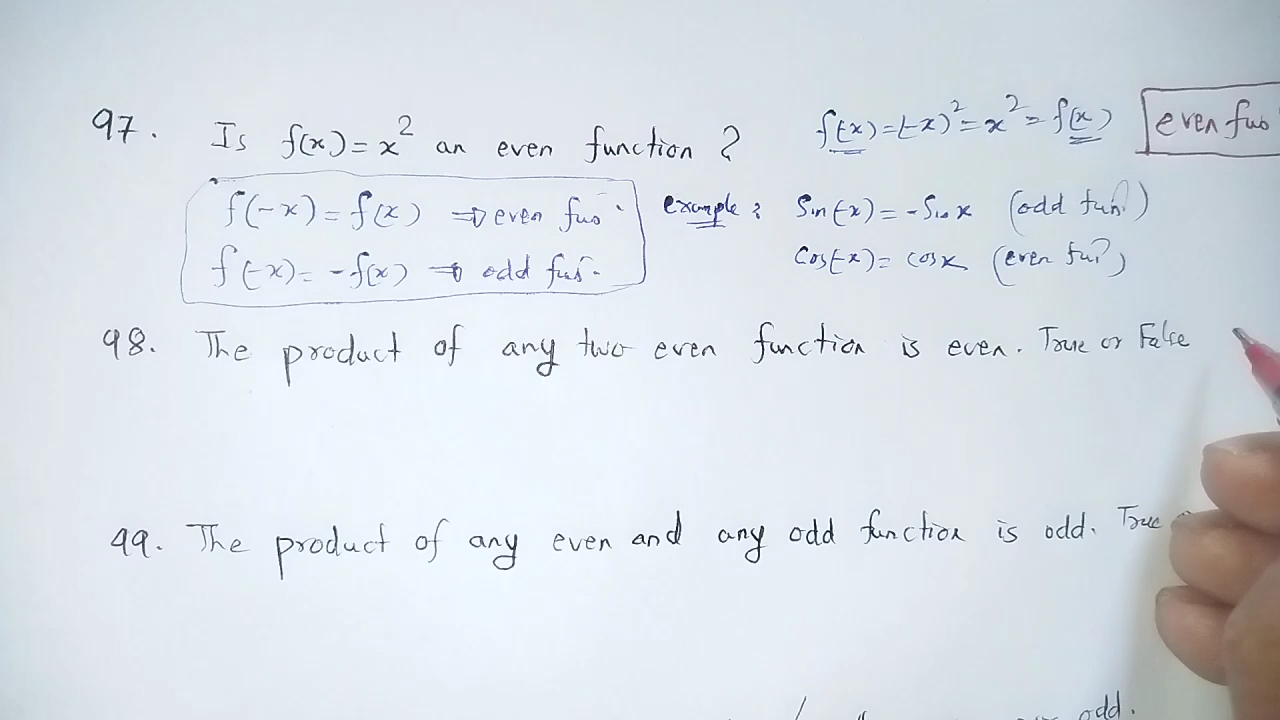 97. Is f(x) = x² an even function ? f(-x) = (-x)² = x² = f(x) even fun
f(-x) = f(x) ⇒ even fun. example : Sin(-x) = -Sin x (odd fun)
f(-x) = -f(x) ⇒ odd fun. Cos(-x) = cos x (even fun)
98. The product of any two even function is even. True or False
99. The product of any even and any odd function is odd. True
odd.